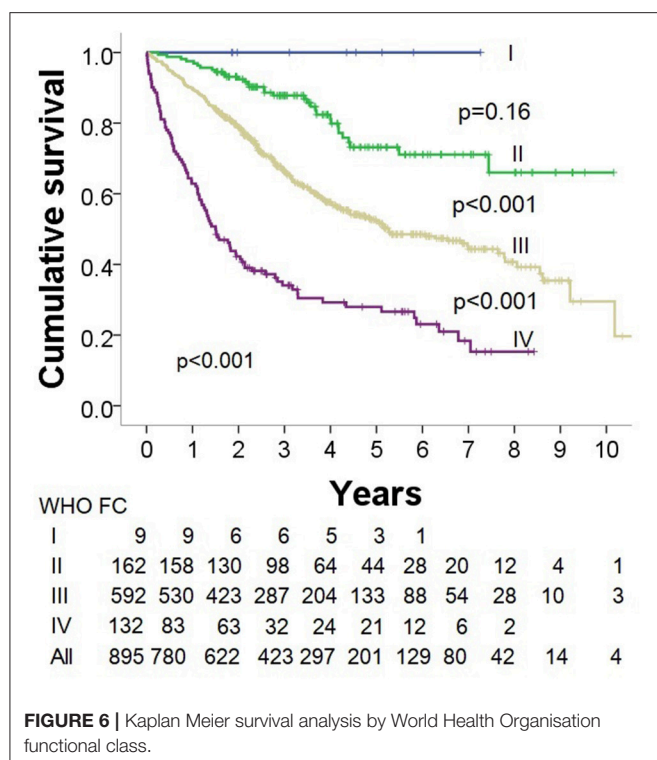 Cumulative survival
1.0
0.8
0.6
0.4
0.2
0.0
I
p=0.16
II
p<0.001
III
p<0.001
IV
p<0.001
0 1 2 3 4 5 6 7 8 9 10
Years
WHO FC
I 9 9 6 6 5 3 1
II 162 158 130 98 64 44 28 20 12 4 1
III 592 530 423 287 204 133 88 54 28 10 3
IV 132 83 63 32 24 21 12 6 2
All 895 780 622 423 297 201 129 80 42 14 4
FIGURE 6 | Kaplan Meier survival analysis by World Health Organisation
functional class.